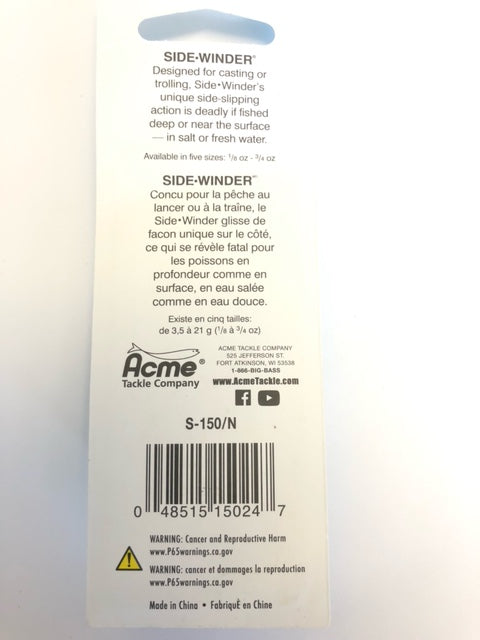 SIDE•WINDER®
Designed for casting or
trolling, Side•Winder's
unique side-slipping
action is deadly if fished
deep or near the surface
— in salt or fresh water.
Available in five sizes: 1/8 oz - 3/4 oz
SIDE•WINDER®
Concu pour la pêche au
lancer ou à la traîne, le
Side•Winder glisse de
facon unique sur le côté,
ce qui se révèle fatal pour
les poissons en
profondeur comme en
surface, en eau salée
comme en eau douce.
Existe en cinq tailles:
de 3,5 à 21 g (1/8 à 3/4 oz)
Acme®
Tackle Company
ACME TACKLE COMPANY
525 JEFFERSON ST.
FORT ATKINSON, WI 53538
1-866-BIG-BASS
www.AcmeTackle.com
S-150/N
0 48515 15024 7
WARNING: Cancer and Reproductive Harm
www.P65warnings.ca.gov
WARNING: cancer et dommages la reproduction
www.P65warnings.ca.gov
Made in China • FabriquÈ en Chine